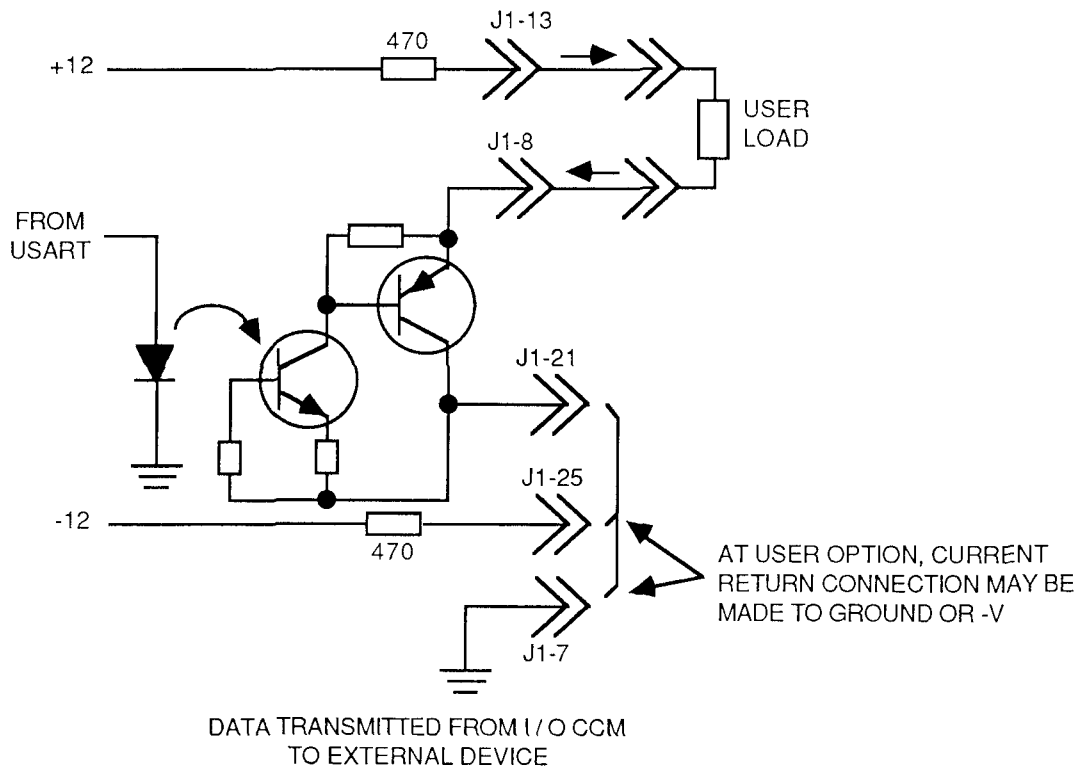 J1-13
470
+12
USER
LOAD
J1-8
FROM
USART
J1-21
J1-25
-12
470
AT USER OPTION, CURRENT
RETURN CONNECTION MAY BE
MADE TO GROUND OR -V
J1-7
DATA TRANSMITTED FROM I / O CCM
TO EXTERNAL DEVICE